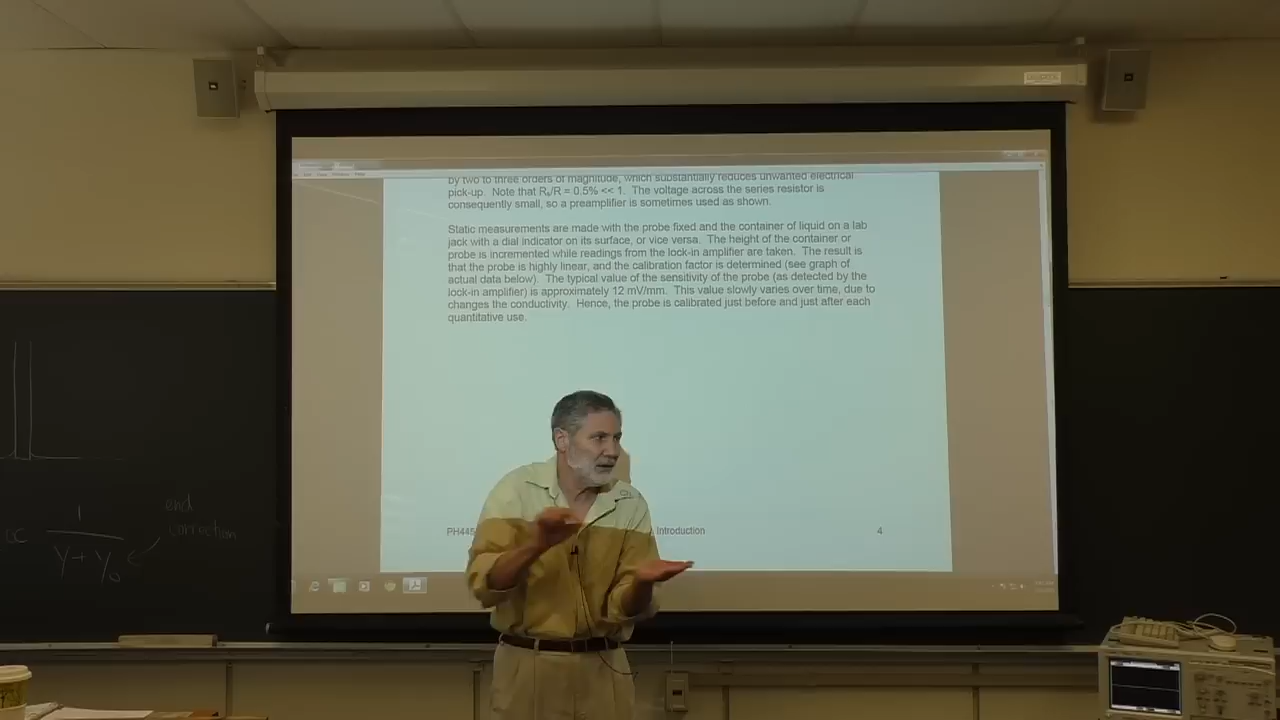 by two to three orders of magnitude, which substantially reduces unwanted electrical
pick-up. Note that Rs/R = 0.5% << 1. The voltage across the series resistor is
consequently small, so a preamplifier is sometimes used as shown.
Static measurements are made with the probe fixed and the container of liquid on a lab
jack with a dial indicator on its surface, or vice versa. The height of the container or
probe is incremented while readings from the lock-in amplifier are taken. The result is
that the probe is highly linear, and the calibration factor is determined (see graph of
actual data below). The typical value of the sensitivity of the probe (as detected by the
lock-in amplifier) is approximately 12 mV/mm. This value slowly varies over time, due to
changes the conductivity. Hence, the probe is calibrated just before and just after each
quantitative use.
PH445 Introduction 4
∝ 1 / (y + y₀)
end
correction